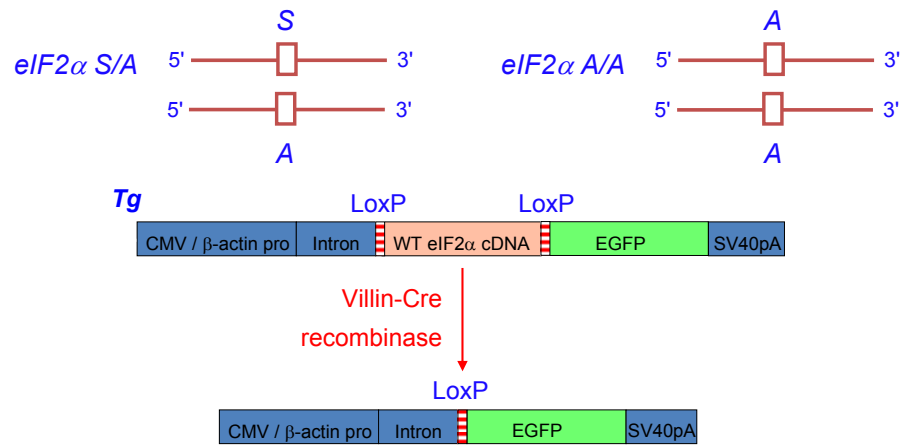 S A
eIF2α S/A 5' 3' eIF2α A/A 5' 3'
5' 3' 5' 3'
A A
Tg LoxP LoxP
CMV / β-actin pro Intron WT eIF2α cDNA EGFP SV40pA
Villin-Cre
recombinase
LoxP
CMV / β-actin pro Intron EGFP SV40pA